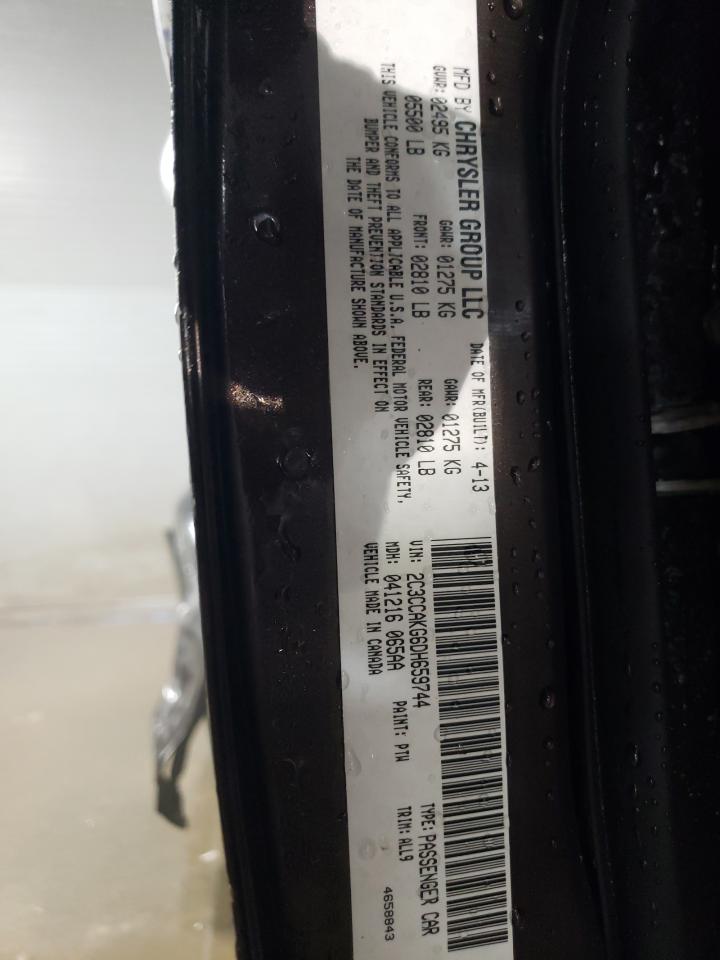 MFD BY CHRYSLER GROUP LLC DATE OF MFR(BUILT): 4-13
GVWR: 02495 KG GAWR: 01275 KG GAWR: 01275 KG
05500 LB FRONT: 02810 LB REAR: 02810 LB
THIS VEHICLE CONFORMS TO ALL APPLICABLE U.S.A. FEDERAL MOTOR VEHICLE SAFETY,
BUMPER AND THEFT PREVENTION STANDARDS IN EFFECT ON
THE DATE OF MANUFACTURE SHOWN ABOVE.
VIN: 2C3CCAKG6DH659744 TYPE: PASSENGER CAR
MDH: 041216 065AA PAINT: PTW TRIM: ALL9
VEHICLE MADE IN CANADA 4658843